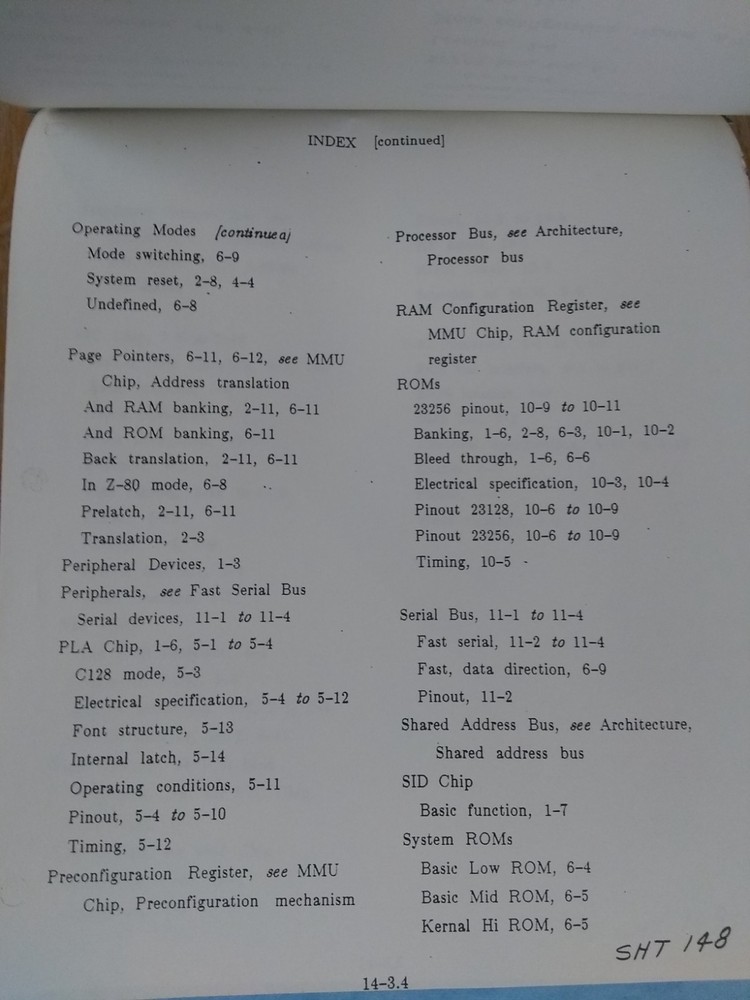 INDEX [continued]
Operating Modes [continued]
Mode switching, 6-9
System reset, 2-8, 4-4
Undefined, 6-8
Page Pointers, 6-11, 6-12, see MMU
Chip, Address translation
And RAM banking, 2-11, 6-11
And ROM banking, 6-11
Back translation, 2-11, 6-11
In Z-80 mode, 6-8
Prelatch, 2-11, 6-11
Translation, 2-3
Peripheral Devices, 1-3
Peripherals, see Fast Serial Bus
Serial devices, 11-1 to 11-4
PLA Chip, 1-6, 5-1 to 5-4
C128 mode, 5-3
Electrical specification, 5-4 to 5-12
Font structure, 5-13
Internal latch, 5-14
Operating conditions, 5-11
Pinout, 5-4 to 5-10
Timing, 5-12
Preconfiguration Register, see MMU
Chip, Preconfiguration mechanism
Processor Bus, see Architecture,
Processor bus
RAM Configuration Register, see
MMU Chip, RAM configuration
register
ROMs
23256 pinout, 10-9 to 10-11
Banking, 1-6, 2-8, 6-3, 10-1, 10-2
Bleed through, 1-6, 6-6
Electrical specification, 10-3, 10-4
Pinout 23128, 10-6 to 10-9
Pinout 23256, 10-6 to 10-9
Timing, 10-5
Serial Bus, 11-1 to 11-4
Fast serial, 11-2 to 11-4
Fast, data direction, 6-9
Pinout, 11-2
Shared Address Bus, see Architecture,
Shared address bus
SID Chip
Basic function, 1-7
System ROMs
Basic Low ROM, 6-4
Basic Mid ROM, 6-5
Kernal Hi ROM, 6-5
SHT 148
14-3.4